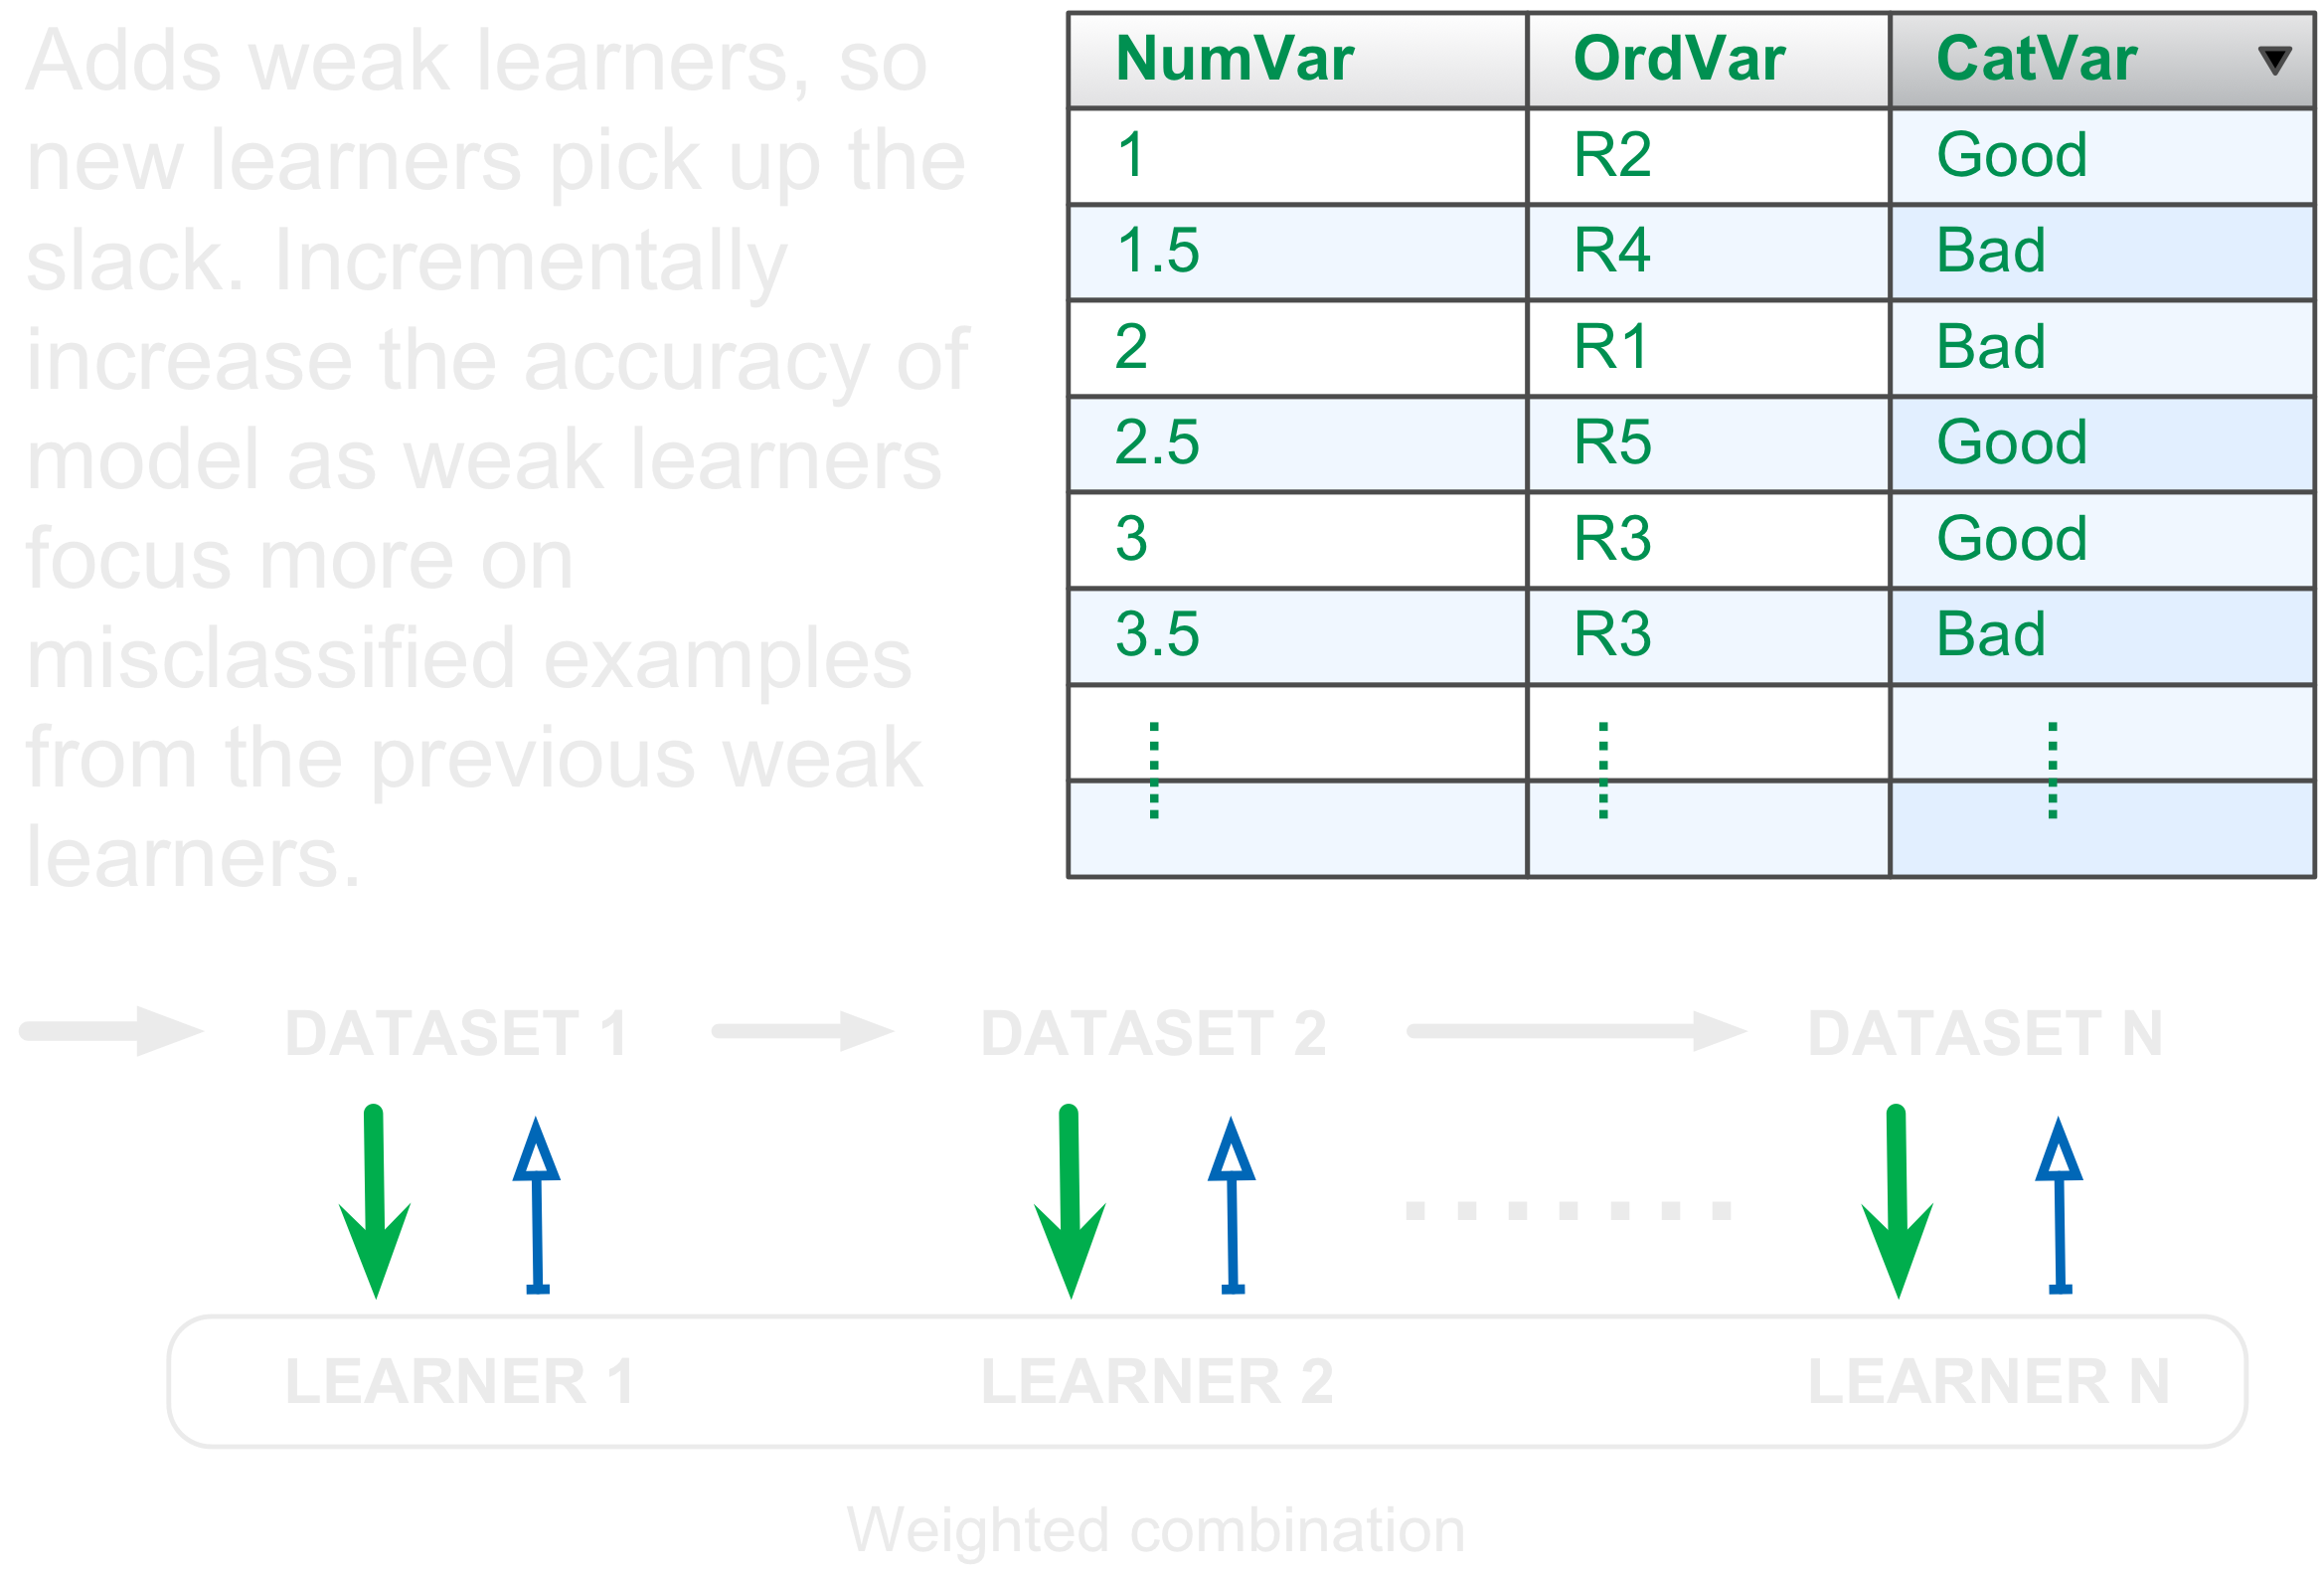 Adds weak learners, so
new learners pick up the
slack. Incrementally
increase the accuracy of
model as weak learners
focus more on
misclassified examples
from the previous weak
learners.
NumVar OrdVar CatVar
1 R2 Good
1.5 R4 Bad
2 R1 Bad
2.5 R5 Good
3 R3 Good
3.5 R3 Bad
DATASET 1 DATASET 2 DATASET N
LEARNER 1 LEARNER 2 LEARNER N
Weighted combination